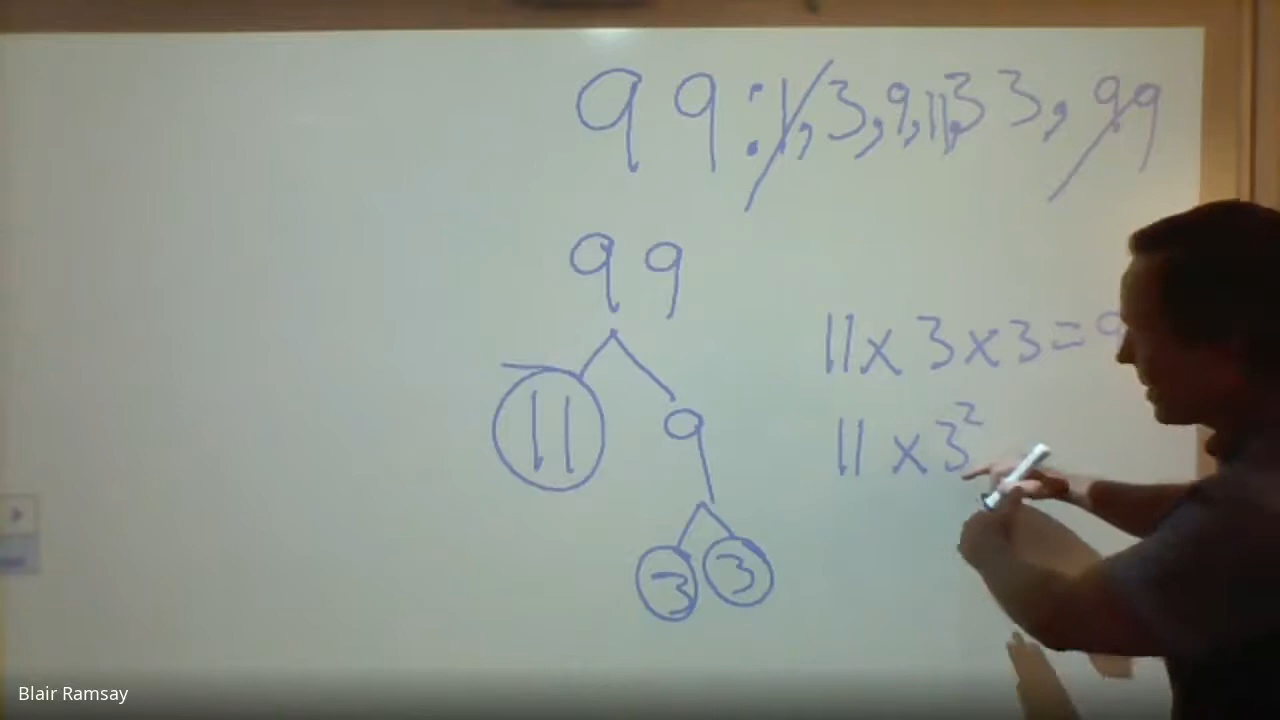 99:1,3,9,11,33,99
99
11 x 3 x 3 = 9
11 9
11 x 3²
3 3
Blair Ramsay